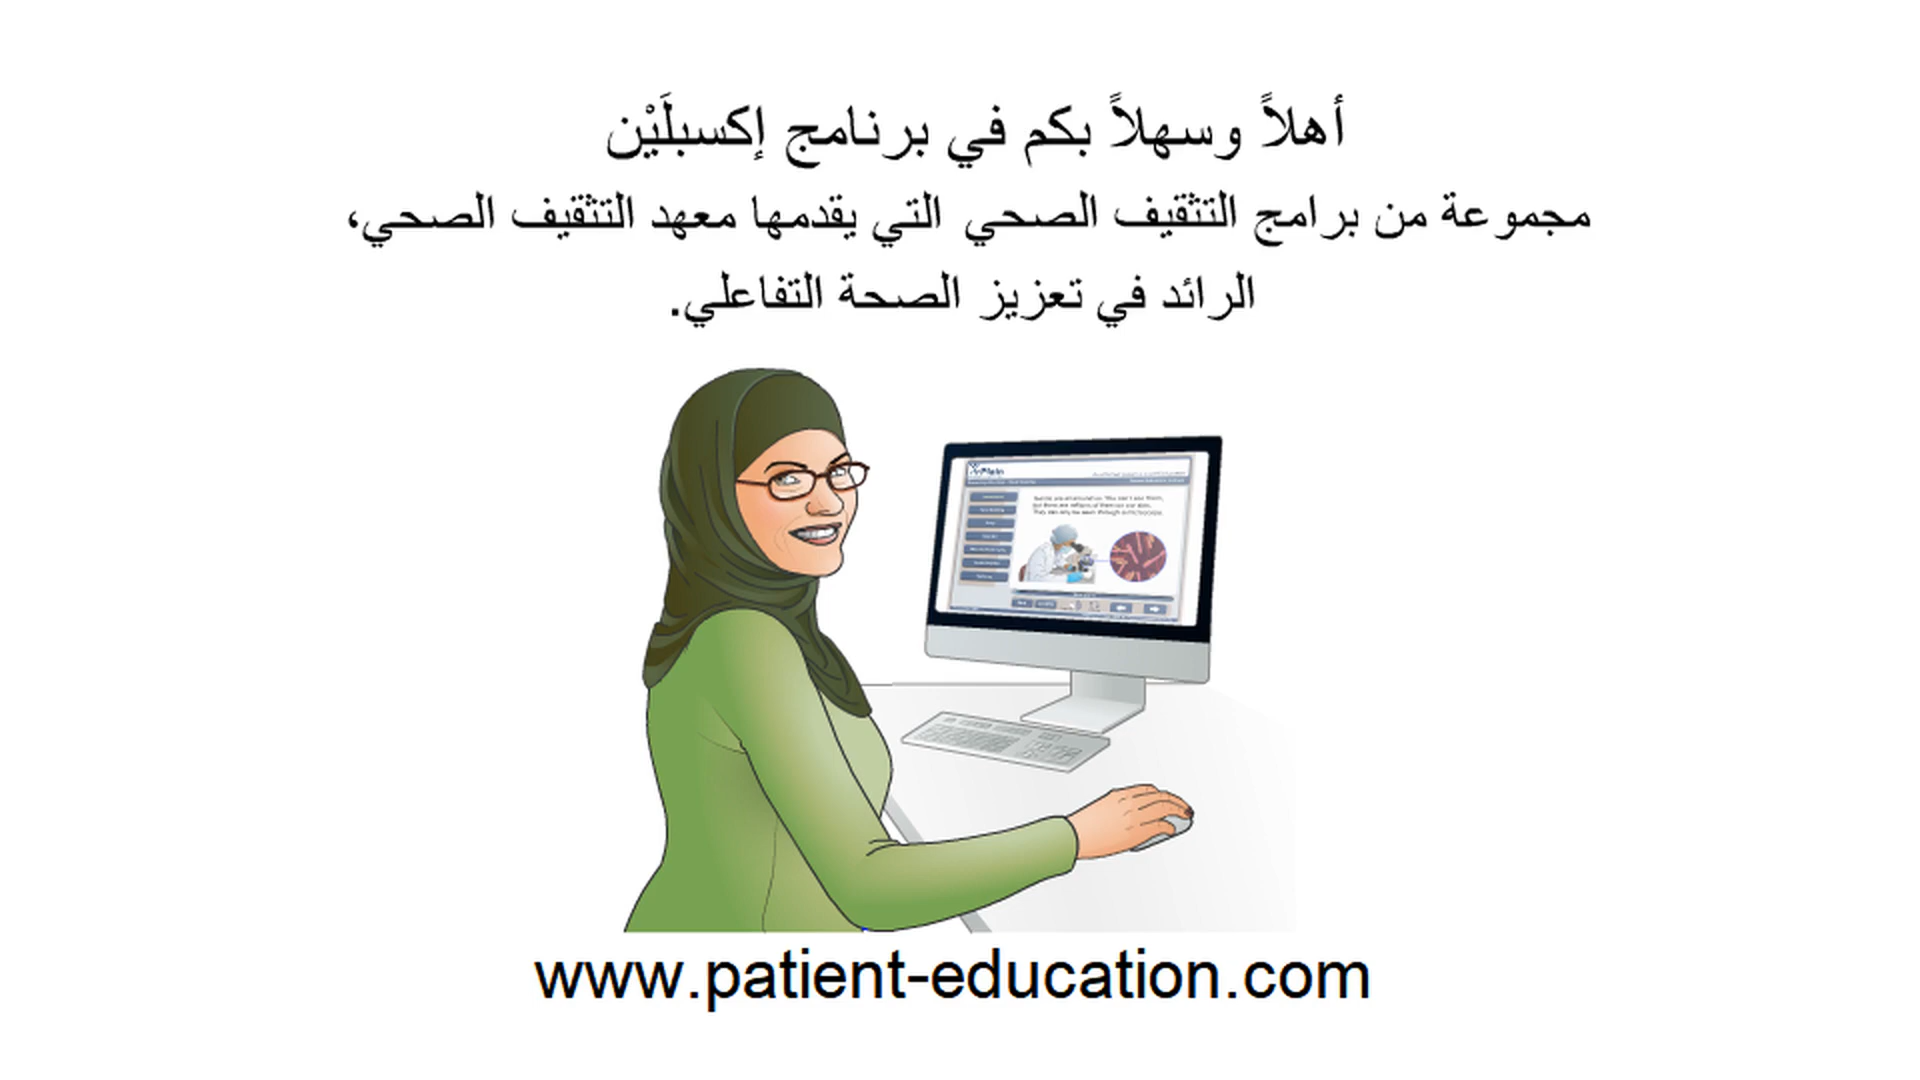 أهلاً وسهلاً بكم في برنامج إكسبلَيْن
مجموعة من برامج التثقيف الصحي التي يقدمها معهد التثقيف الصحي،
الرائد في تعزيز الصحة التفاعلي.
www.patient-education.com